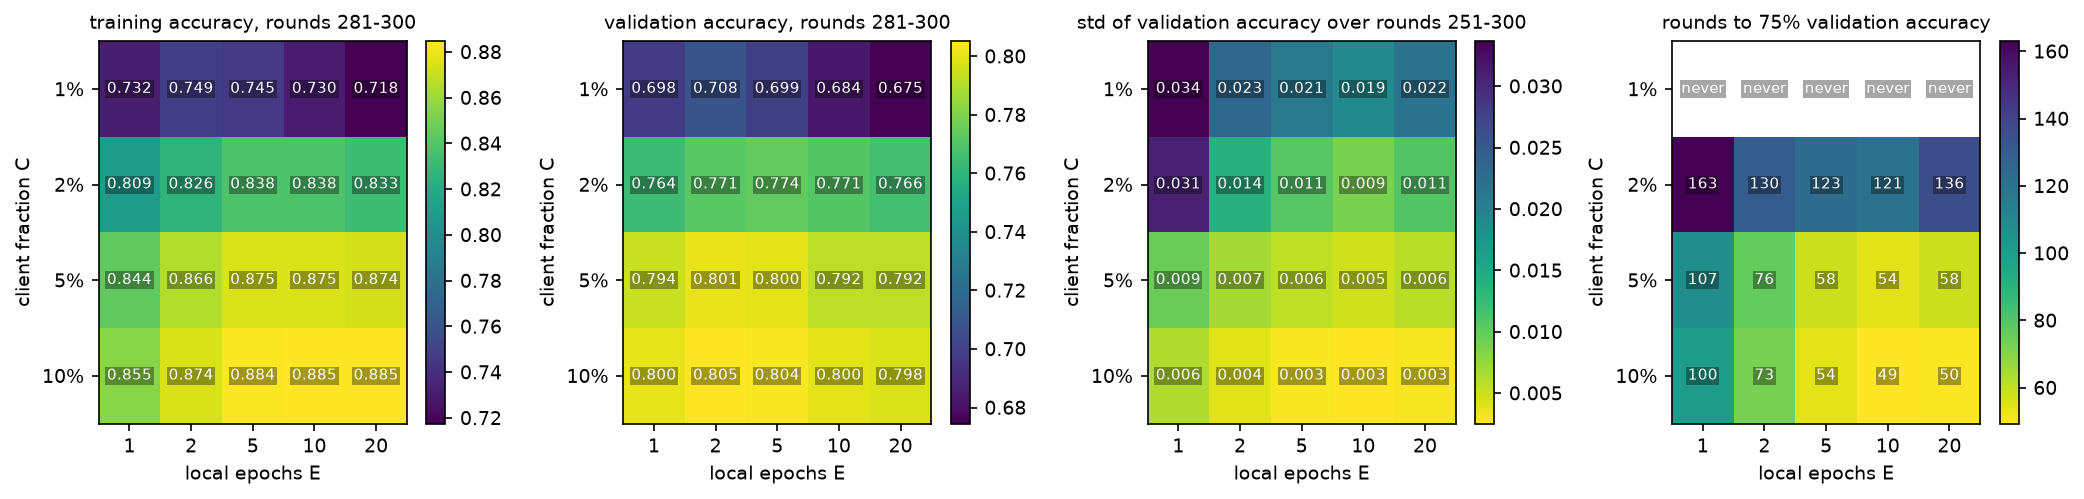 training accuracy, rounds 281-300
client fraction C
1%
2%
5%
10%
0.732 0.749 0.745 0.730 0.718
0.809 0.826 0.838 0.838 0.833
0.844 0.866 0.875 0.875 0.874
0.855 0.874 0.884 0.885 0.885
1 2 5 10 20
local epochs E
0.88
0.86
0.84
0.82
0.80
0.78
0.76
0.74
0.72
validation accuracy, rounds 281-300
client fraction C
1%
2%
5%
10%
0.698 0.708 0.699 0.684 0.675
0.764 0.771 0.774 0.771 0.766
0.794 0.801 0.800 0.792 0.792
0.800 0.805 0.804 0.800 0.798
1 2 5 10 20
local epochs E
0.80
0.78
0.76
0.74
0.72
0.70
0.68
std of validation accuracy over rounds 251-300
client fraction C
1%
2%
5%
10%
0.034 0.023 0.021 0.019 0.022
0.031 0.014 0.011 0.009 0.011
0.009 0.007 0.006 0.005 0.006
0.006 0.004 0.003 0.003 0.003
1 2 5 10 20
local epochs E
0.030
0.025
0.020
0.015
0.010
0.005
rounds to 75% validation accuracy
client fraction C
1%
2%
5%
10%
never never never never never
163 130 123 121 136
107 76 58 54 58
100 73 54 49 50
1 2 5 10 20
local epochs E
160
140
120
100
80
60